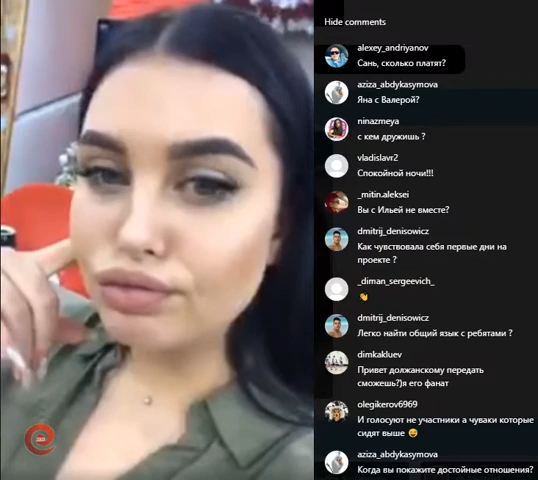 Hide comments
alexey_andriyanov
Сань, сколько платят?
aziza_abdykasymova
Яна с Валерой?
ninazmeya
с кем дружишь ?
vladislavr2
Спокойной ночи!!!
_mitin.aleksei
Вы с Ильей не вместе?
dmitrij_denisowicz
Как чувствовала себя первые дни на
проекте ?
_diman_sergeevich_
👋
dmitrij_denisowicz
Легко найти общий язык с ребятами ?
dimkakluev
Привет должанскому передать
сможешь?)я его фанат
olegikerov6969
И голосуют не участники а чуваки которые
сидят выше 😅
aziza_abdykasymova
Когда вы покажите достойные отношения?